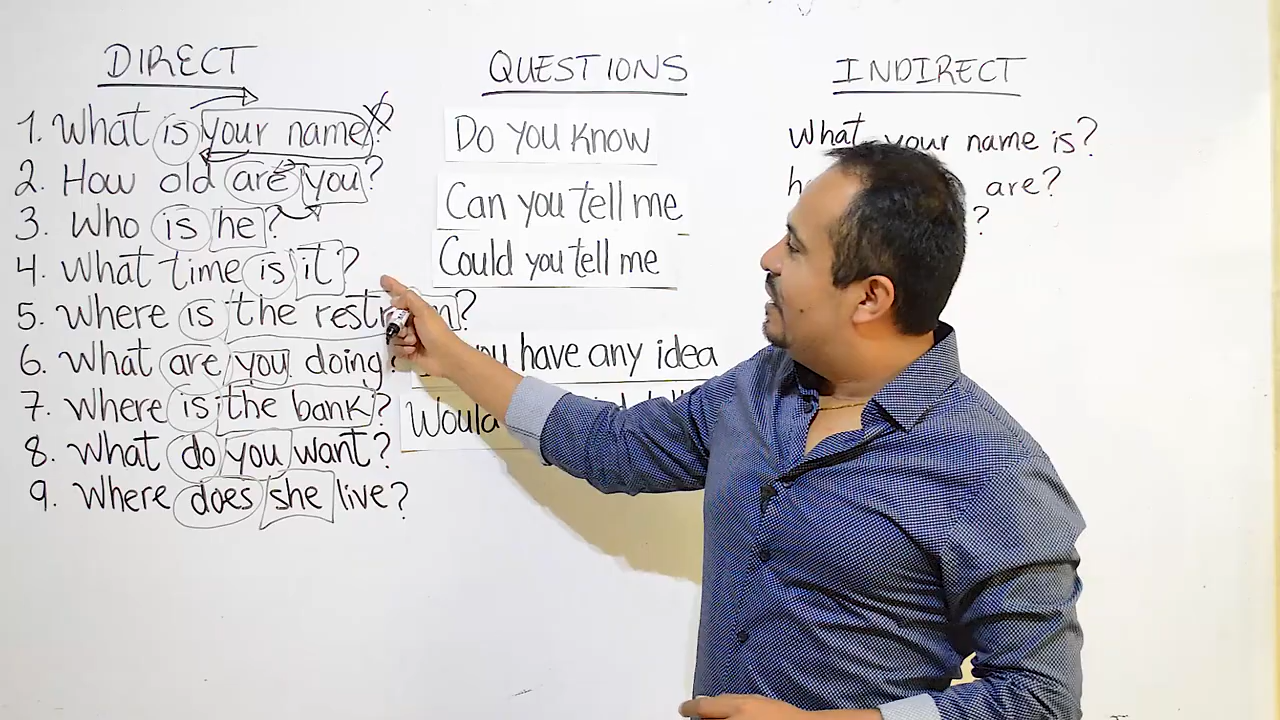 DIRECT
1. What is your name?
2. How old are you?
3. Who is he?
4. What time is it?
5. Where is the
6. What are you doing?
7. Where is the bank?
8. What do you want?
9. Where does she live?
QUESTIONS
Do you know
Can you tell me
Could you tell me
you have any idea
Would
INDIRECT
What your name is?
are?
?